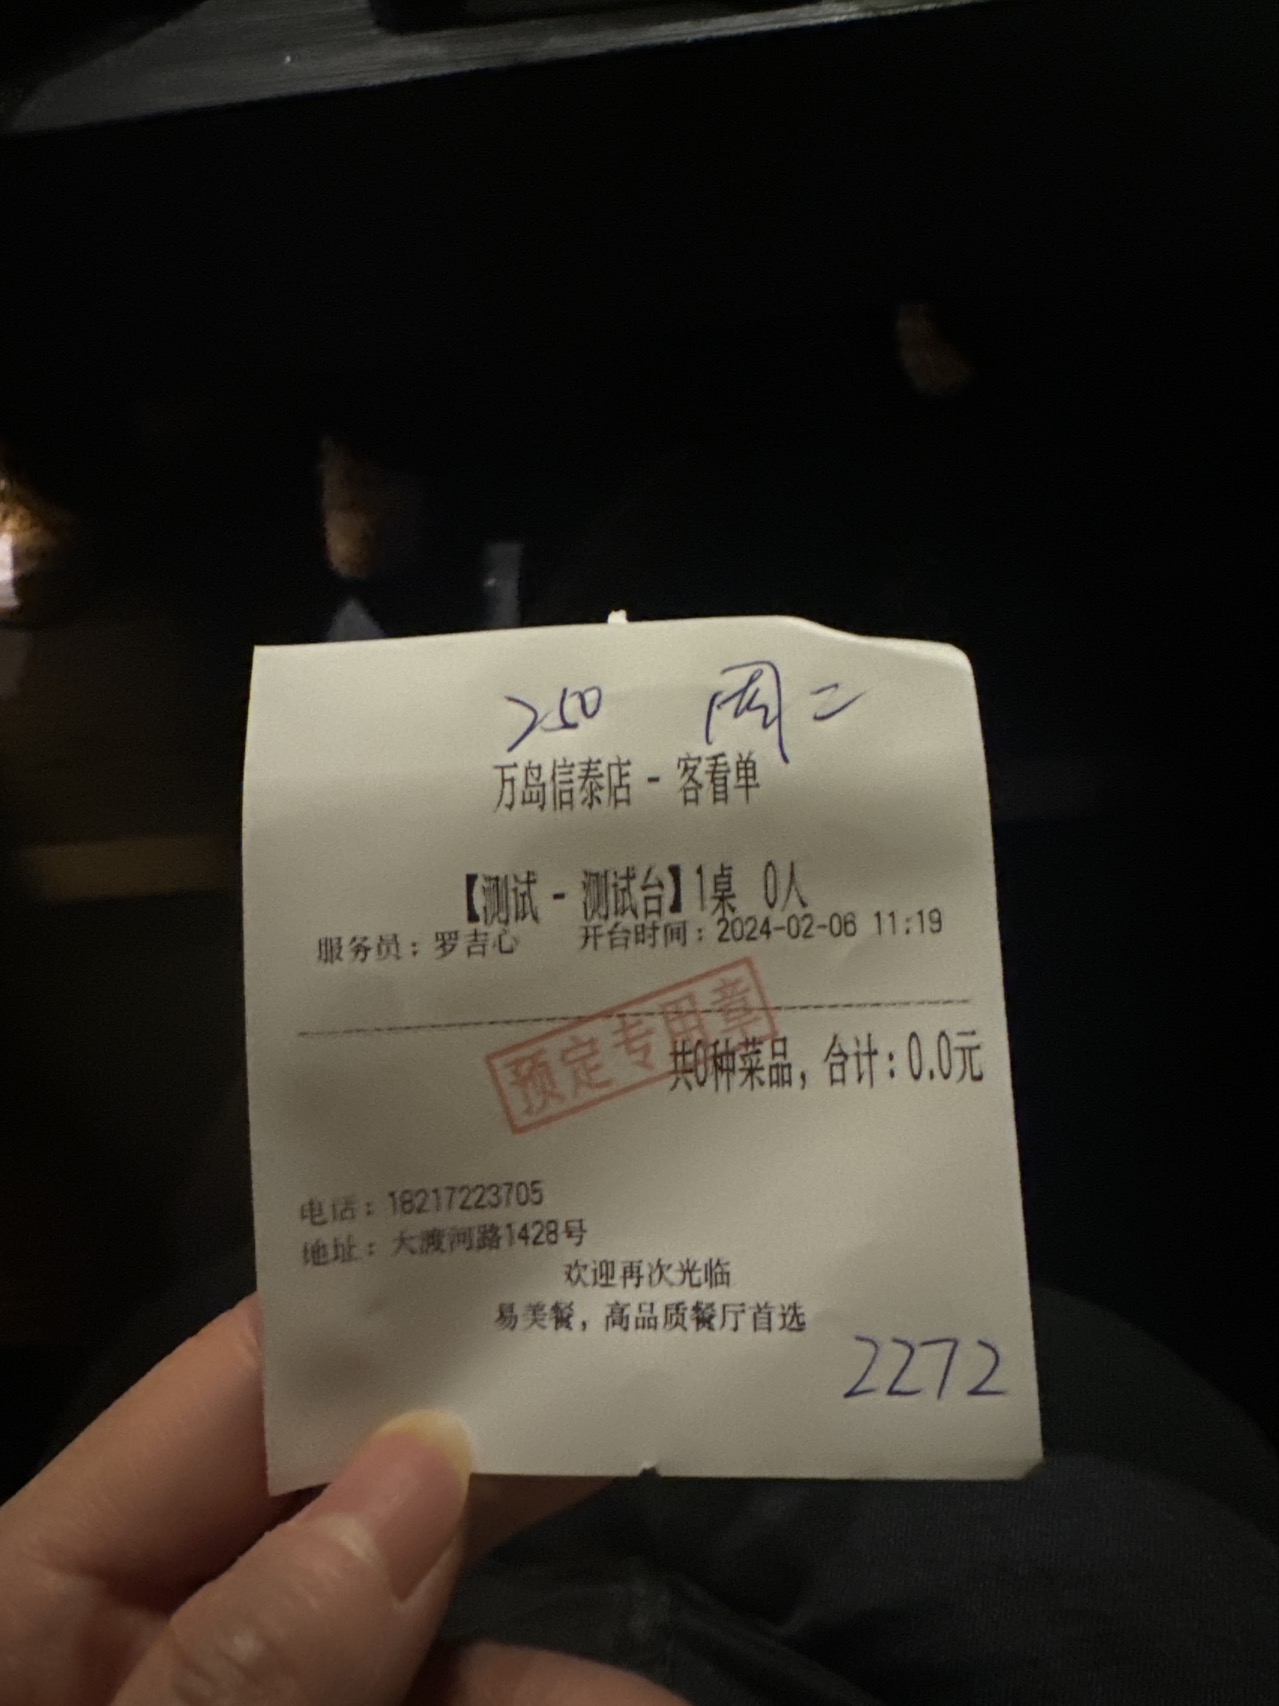 250 周二
万岛信泰店 - 客看单
【测试 - 测试台】1桌 0人
服务员：罗吉心 开台时间：2024-02-06 11:19
预定专用章
共0种菜品，合计：0.0元
电话：18217223705
地址：大渡河路1428号
欢迎再次光临
易美餐，高品质餐厅首选
2272